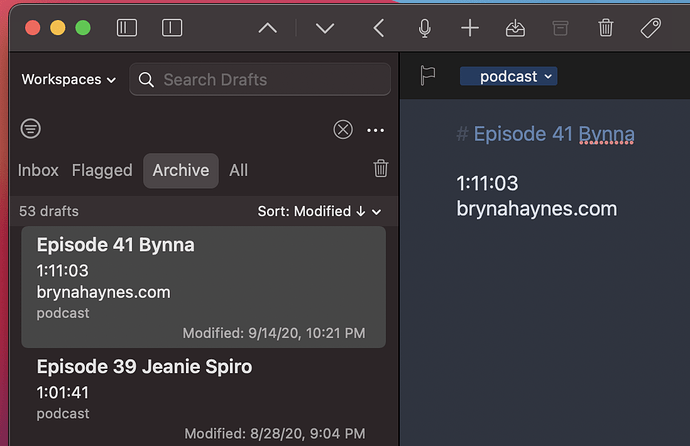 Workspaces
Search Drafts
Inbox Flagged Archive All
53 drafts
Sort: Modified ↓
Episode 41 Bynna
1:11:03
brynahaynes.com
podcast
Modified: 9/14/20, 10:21 PM
Episode 39 Jeanie Spiro
1:01:41
podcast
Modified: 8/28/20, 9:04 PM
podcast
# Episode 41 Bynna
1:11:03
brynahaynes.com